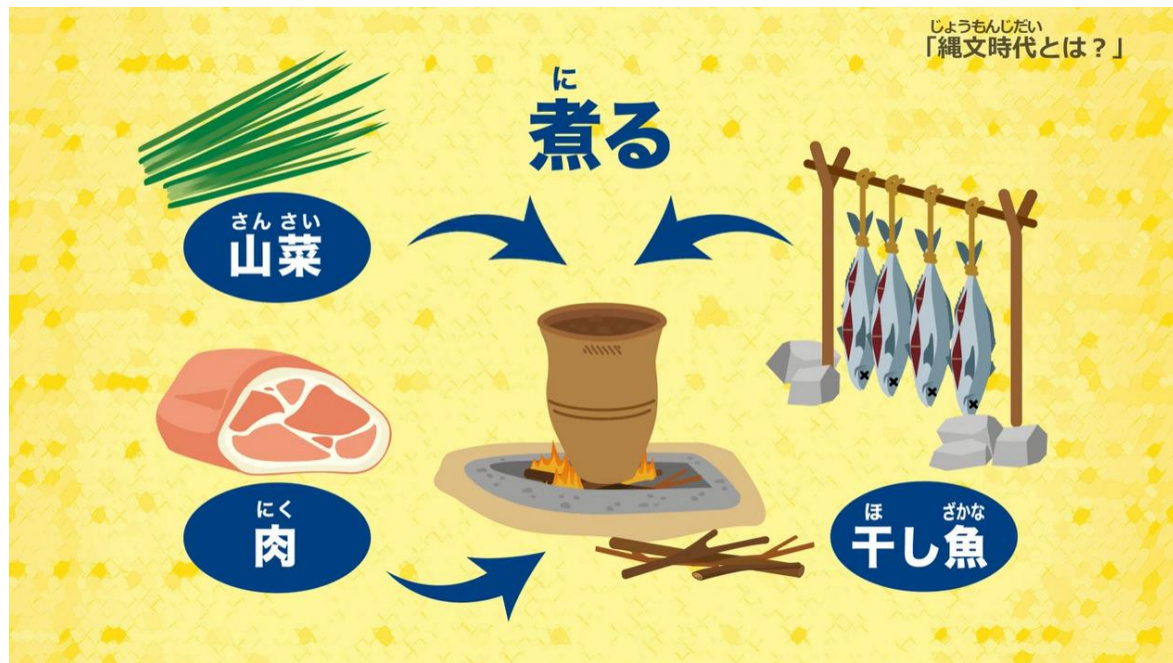 じょうもんじだい
「縄文時代とは？」
に
煮る
さんさい
山菜
にく
肉
ほ ざかな
干し魚